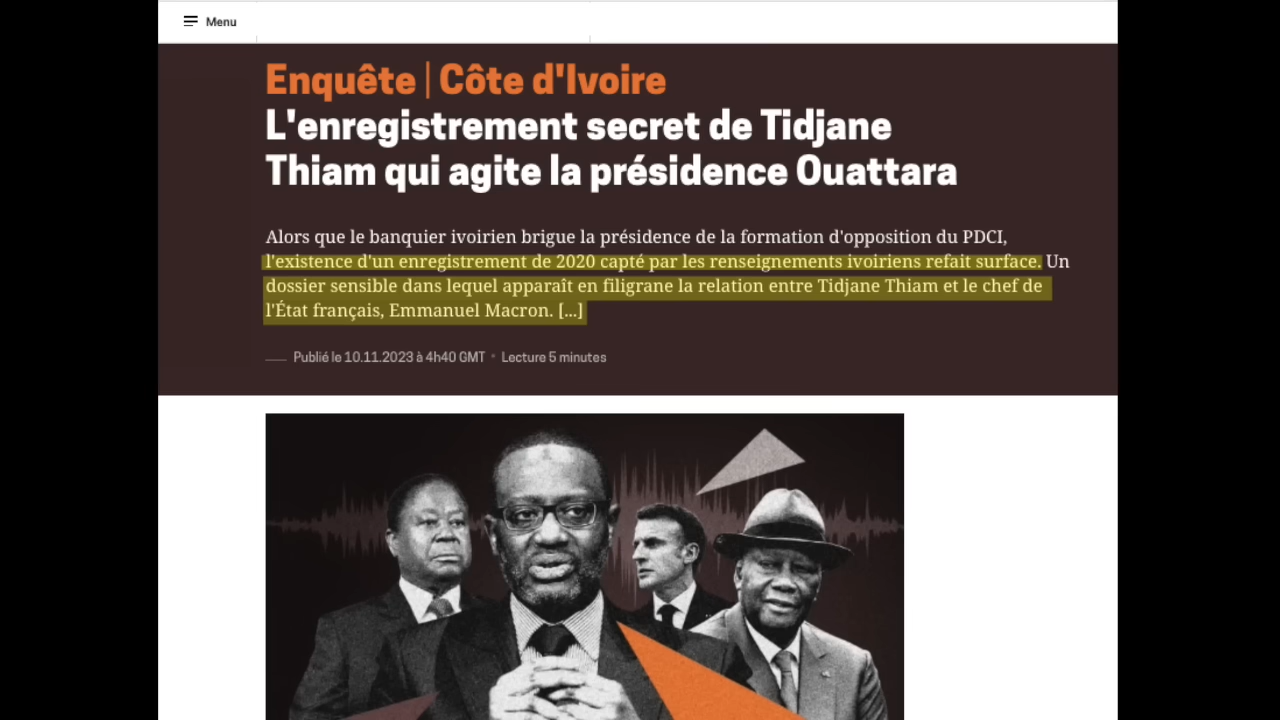 Menu
Enquête | Côte d'Ivoire
L'enregistrement secret de Tidjane
Thiam qui agite la présidence Ouattara
Alors que le banquier ivoirien brigue la présidence de la formation d'opposition du PDCI,
l'existence d'un enregistrement de 2020 capté par les renseignements ivoiriens refait surface. Un
dossier sensible dans lequel apparaît en filigrane la relation entre Tidjane Thiam et le chef de
l'État français, Emmanuel Macron. [...]
Publié le 10.11.2023 à 4h40 GMT • Lecture 5 minutes